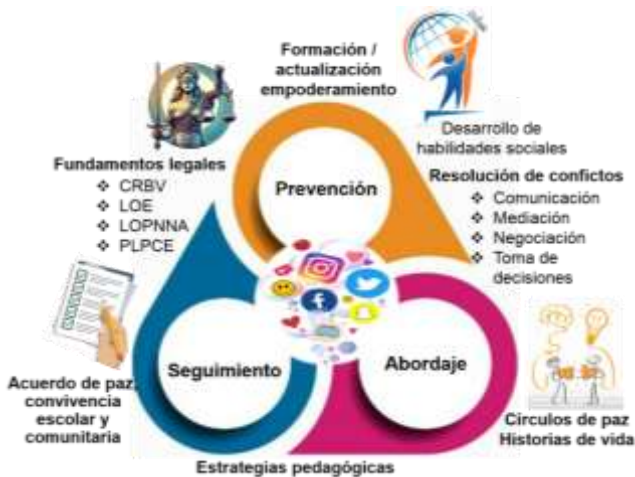 Formación /
actualización
empoderamiento
Desarrollo de
habilidades sociales
Fundamentos legales
❖ CRBV
❖ LOE
❖ LOPNNA
❖ PLPCE
Prevención
Resolución de conflictos
❖ Comunicación
❖ Mediación
❖ Negociación
❖ Toma de
decisiones
Seguimiento
Abordaje
Acuerdo de paz,
convivencia
escolar y
comunitaria
Círculos de paz
Historias de vida
Estrategias pedagógicas